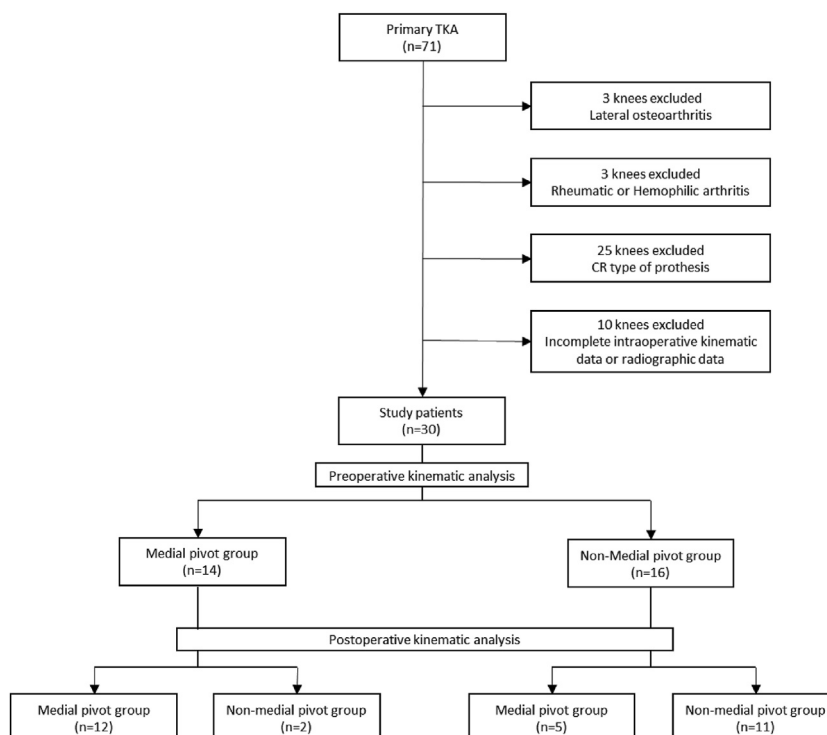 Primary TKA
(n=71)
3 knees excluded
Lateral osteoarthritis
3 knees excluded
Rheumatic or Hemophilic arthritis
25 knees excluded
CR type of prothesis
10 knees excluded
Incomplete intraoperative kinematic
data or radiographic data
Study patients
(n=30)
Preoperative kinematic analysis
Medial pivot group
(n=14)
Non-Medial pivot group
(n=16)
Postoperative kinematic analysis
Medial pivot group
(n=12)
Non-medial pivot group
(n=2)
Medial pivot group
(n=5)
Non-medial pivot group
(n=11)